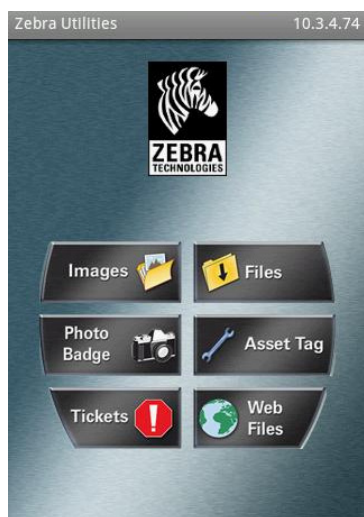 Zebra Utilities 10.3.4.74
ZEBRA
TECHNOLOGIES
Images
Files
Photo
Badge
Asset Tag
Tickets
Web
Files